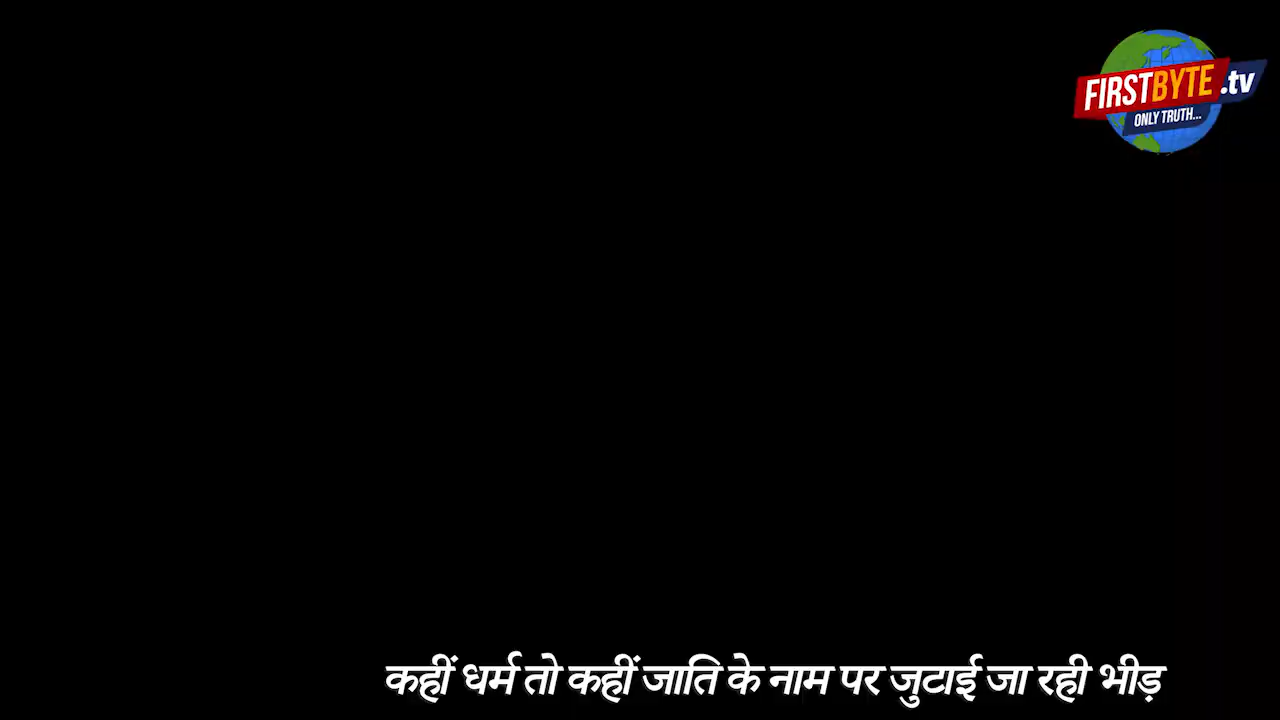 FIRSTBYTE.tv
ONLY TRUTH...
कहीं धर्म तो कहीं जाति के नाम पर जुटाई जा रही भीड़